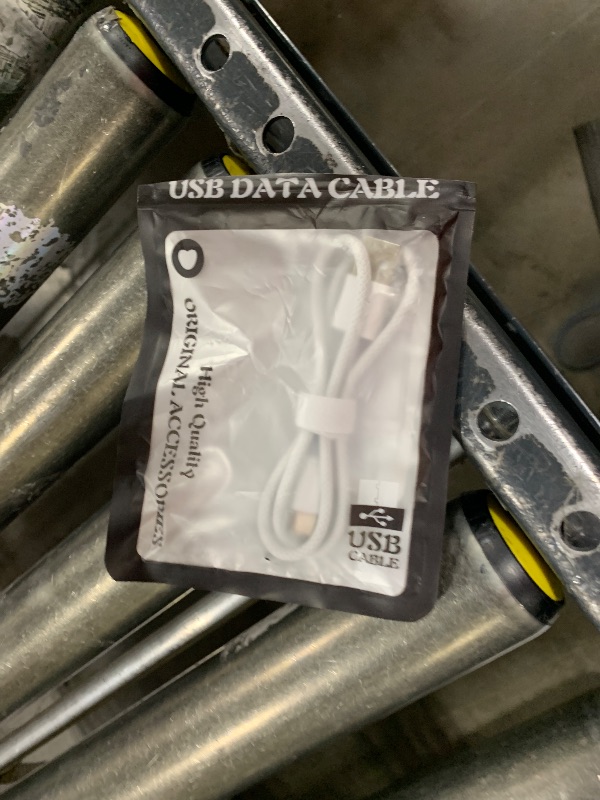 USB DATA CABLE
High Quality
ORIGINAL ACCESSORIES
USB
CABLE